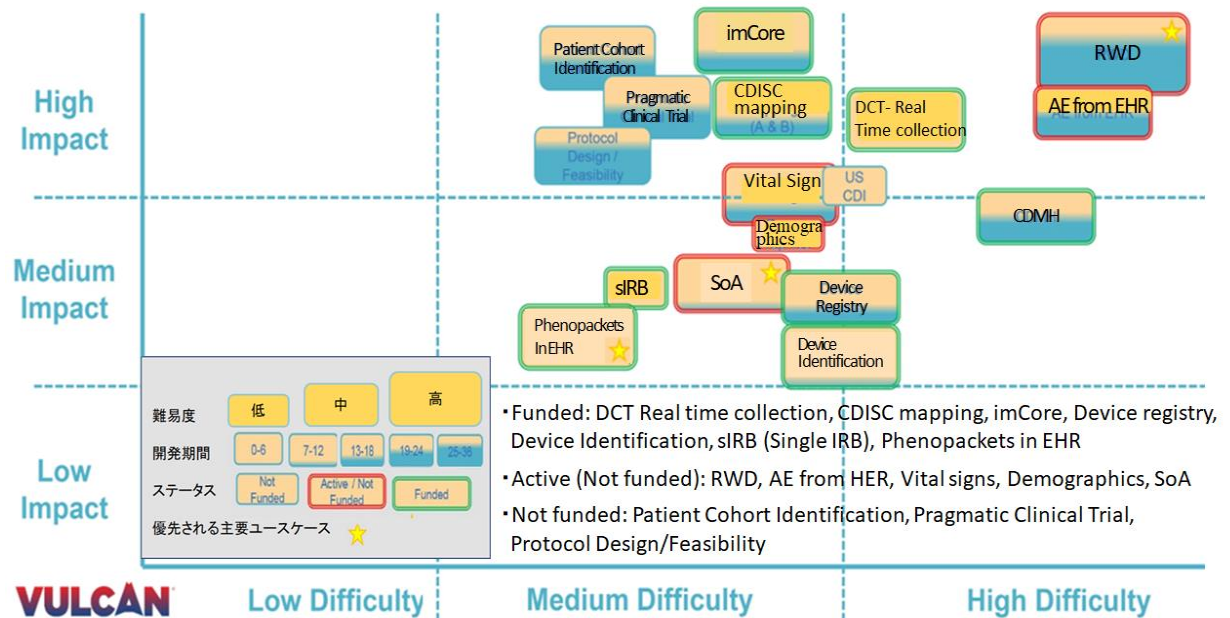 High
Impact
Medium
Impact
Low
Impact
Patient Cohort
Identification
imCore
Pragmatic
Clinical Trial
CDISC
mapping
(A & B)
Protocol
Design /
Feasibility
DCT- Real
Time collection
RWD
AE from EHR
AE from EHR
Vital Sign
US
CDI
Demogra
phics
CDMH
sIRB
SoA
Device
Registry
Phenopackets
In EHR
Device
Identification
難易度
低
中
高
開発期間
0-6
7-12
13-18
19-24
25-36
ステータス
Not
Funded
Active / Not
Funded
Funded
優先される主要ユースケース
・Funded: DCT Real time collection, CDISC mapping, imCore, Device registry,
Device Identification, sIRB (Single IRB), Phenopackets in EHR
・Active (Not funded): RWD, AE from HER, Vital signs, Demographics, SoA
・Not funded: Patient Cohort Identification, Pragmatic Clinical Trial,
Protocol Design/Feasibility
VULCAN
Low Difficulty
Medium Difficulty
High Difficulty